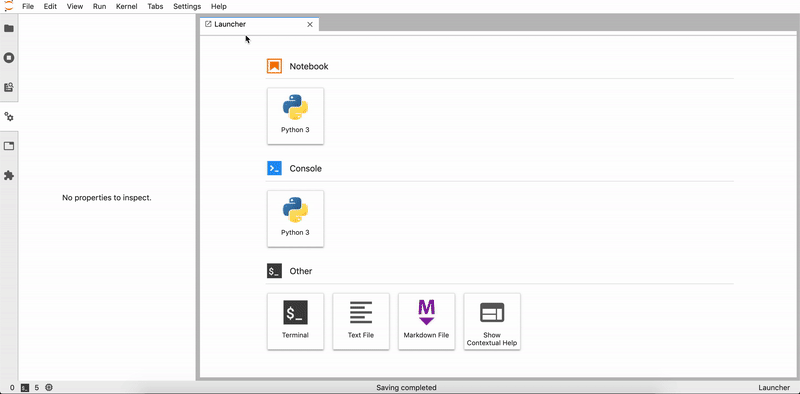 File Edit View Run Kernel Tabs Settings Help
Launcher
Notebook
Python 3
No properties to inspect.
Console
Python 3
$_ Other
$_
M
Terminal
Text File
Markdown File
Show
Contextual Help
0 $_ 5
Saving completed
Launcher